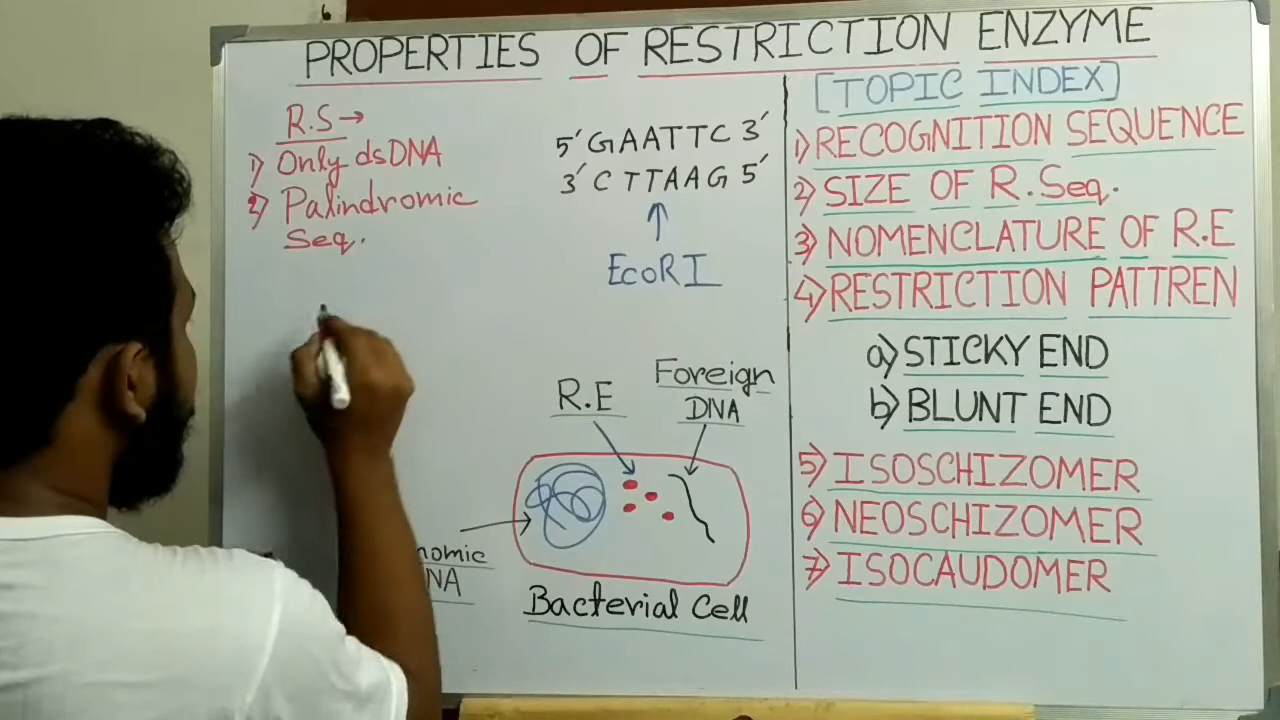 PROPERTIES OF RESTRICTION ENZYME
R.S→
1) Only dsDNA
2) Palindromic
Seq.
5′ GAATTC 3′
3′ CTTAAG 5′
EcoRI
R.E
Foreign
DNA
nomic
NA
Bacterial Cell
[TOPIC INDEX]
1) RECOGNITION SEQUENCE
2) SIZE OF R. Seq.
3) NOMENCLATURE OF R.E
4) RESTRICTION PATTREN
a) STICKY END
b) BLUNT END
5) ISOSCHIZOMER
6) NEOSCHIZOMER
7) ISOCAUDOMER